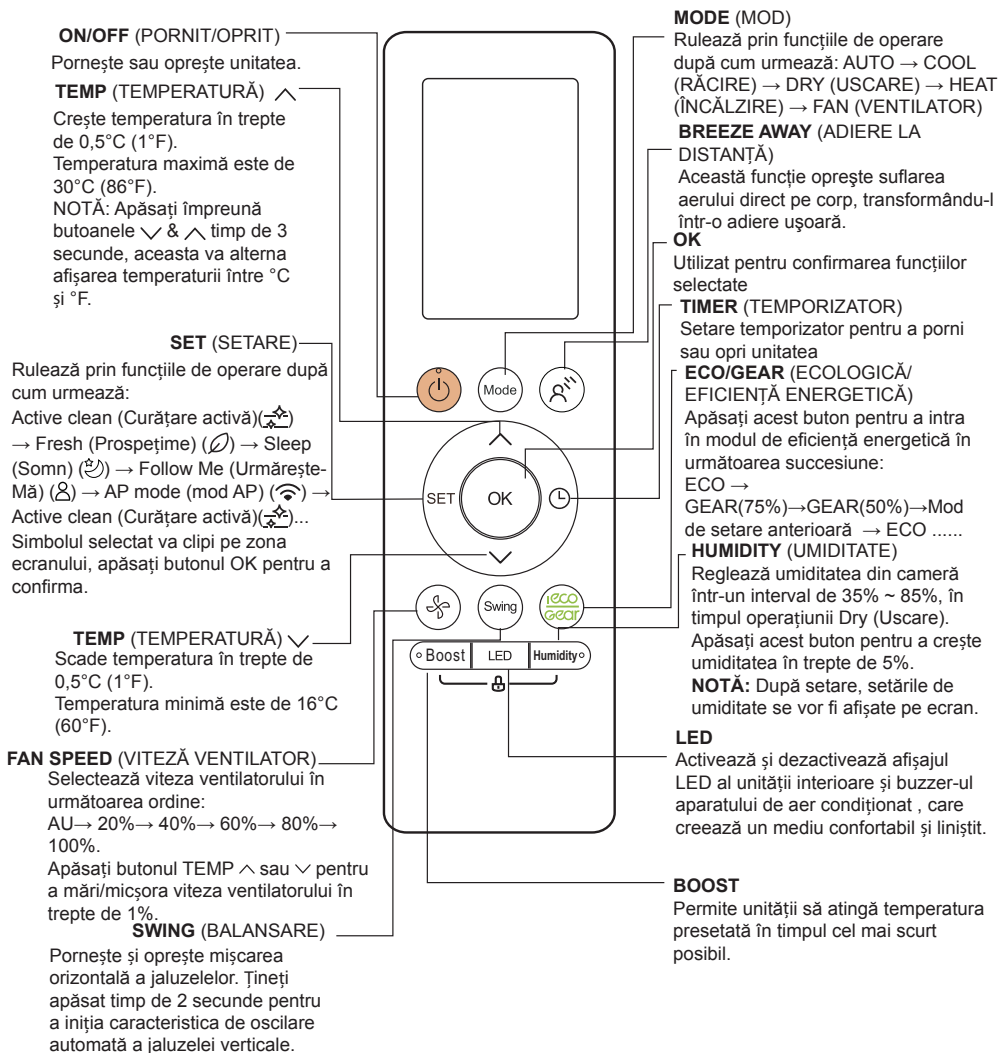 ON/OFF (PORNIT/OPRIT)
Pornește sau oprește unitatea.
TEMP (TEMPERATURĂ)
Crește temperatura în trepte
de 0,5°C (1°F).
Temperatura maximă este de
30°C (86°F).
NOTĂ: Apăsați împreună
butoanele & timp de 3
secunde, aceasta va alterna
afișarea temperaturii între °C
și °F.
SET (SETARE)
Rulează prin funcțiile de operare după
cum urmează:
Active clean (Curățare activă)()
→ Fresh (Prospețime) () → Sleep
(Somn) () → Follow Me (Urmărește-
Mă) () → AP mode (mod AP) () →
Active clean (Curățare activă)()...
Simbolul selectat va clipi pe zona
ecranului, apăsați butonul OK pentru a
confirma.
TEMP (TEMPERATURĂ)
Scade temperatura în trepte de
0,5°C (1°F).
Temperatura minimă este de 16°C
(60°F).
FAN SPEED (VITEZĂ VENTILATOR)
Selectează viteza ventilatorului în
următoarea ordine:
AU→ 20%→ 40%→ 60%→ 80%→
100%.
Apăsați butonul TEMP sau pentru
a mări/micșora viteza ventilatorului în
trepte de 1%.
SWING (BALANSARE)
Pornește și oprește mișcarea
orizontală a jaluzelelor. Țineți
apăsat timp de 2 secunde pentru
a iniția caracteristica de oscilare
automată a jaluzelei verticale.
Mode
SET
OK
Swing
eco
Gear
Boost
LED
Humidity
MODE (MOD)
Rulează prin funcțiile de operare
după cum urmează: AUTO → COOL
(RĂCIRE) → DRY (USCARE) → HEAT
(ÎNCĂLZIRE) → FAN (VENTILATOR)
BREEZE AWAY (ADIERE LA
DISTANȚĂ)
Această funcție oprește suflarea
aerului direct pe corp, transformându-l
într-o adiere ușoară.
OK
Utilizat pentru confirmarea funcțiilor
selectate
TIMER (TEMPORIZATOR)
Setare temporizator pentru a porni
sau opri unitatea
ECO/GEAR (ECOLOGICĂ/
EFICIENȚĂ ENERGETICĂ)
Apăsați acest buton pentru a intra
în modul de eficiență energetică în
următoarea succesiune:
ECO →
GEAR(75%)→GEAR(50%)→Mod
de setare anterioară → ECO ......
HUMIDITY (UMIDITATE)
Reglează umiditatea din cameră
într-un interval de 35% ~ 85%, în
timpul operațiunii Dry (Uscare).
Apăsați acest buton pentru a crește
umiditatea în trepte de 5%.
NOTĂ: După setare, setările de
umiditate se vor fi afișate pe ecran.
LED
Activează și dezactivează afișajul
LED al unității interioare și buzzer-ul
aparatului de aer condiționat , care
creează un mediu confortabil și liniștit.
BOOST
Permite unității să atingă temperatura
presetată în timpul cel mai scurt
posibil.